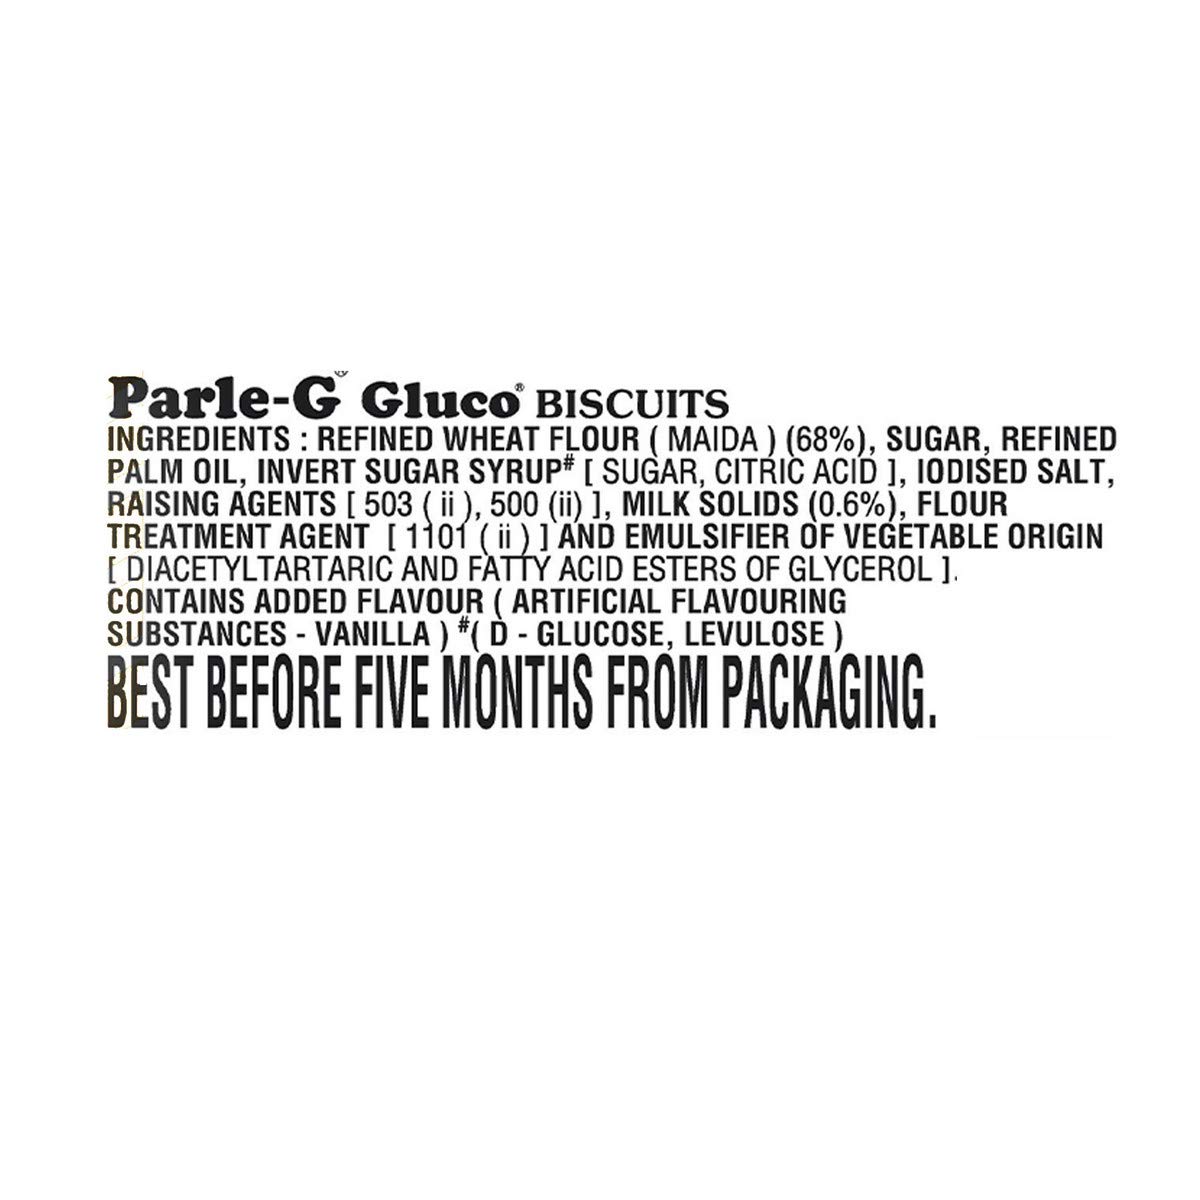 Parle-G® Gluco® BISCUITS
INGREDIENTS : REFINED WHEAT FLOUR ( MAIDA ) (68%), SUGAR, REFINED
PALM OIL, INVERT SUGAR SYRUP# [ SUGAR, CITRIC ACID ], IODISED SALT,
RAISING AGENTS [ 503 ( ii ), 500 (ii) ], MILK SOLIDS (0.6%), FLOUR
TREATMENT AGENT [ 1101 ( ii ) ] AND EMULSIFIER OF VEGETABLE ORIGIN
[ DIACETYLTARTARIC AND FATTY ACID ESTERS OF GLYCEROL ].
CONTAINS ADDED FLAVOUR ( ARTIFICIAL FLAVOURING
SUBSTANCES - VANILLA ) #( D - GLUCOSE, LEVULOSE )
BEST BEFORE FIVE MONTHS FROM PACKAGING.